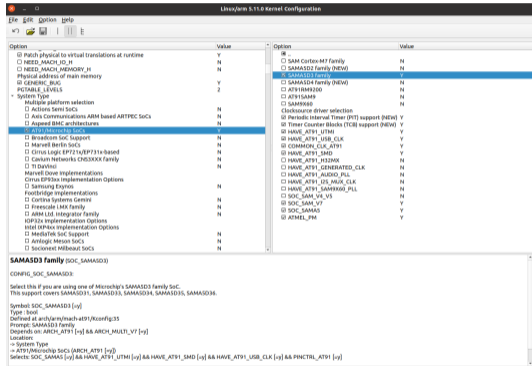 Linux/arm 5.11.0 Kernel Configuration
File Edit Option Help
Option Value
Patch physical to virtual translations at runtime Y
NEED_MACH_IO_H N
NEED_MACH_MEMORY_H N
Physical address of main memory
GENERIC_BUG Y
PGTABLE_LEVELS 2
System Type
Multiple platform selection
Actions Semi SoCs N
Axis Communications ARM based ARTPEC SoCs N
Aspeed BMC architectures N
AT91/Microchip SoCs Y
Broadcom SoC Support N
Marvell Berlin SoCs N
Cirrus Logic EP721x/EP731x-based N
Cavium Networks CNS3XXX family N
TI DaVinci N
Marvell Dove Implementations
Cirrus EP93xx Implementation Options
Samsung Exynos N
Footbridge Implementations
Cortina Systems Gemini N
Freescale i.MX family N
ARM Ltd. Integrator family N
IOP32x Implementation Options
Intel IXP4xx Implementation Options
MediaTek SoC Support N
Amlogic Meson SoCs N
Socionext Milbeaut SoCs N
Option Value
..
SAM Cortex-M7 family N
SAMA5D2 family (NEW) N
SAMA5D3 family Y
SAMA5D4 family (NEW) N
AT91RM9200 N
AT91SAM9 N
SAM9X60 N
Clocksource driver selection
Periodic Interval Timer (PIT) support (NEW) Y
Timer Counter Blocks (TCB) support (NEW) Y
HAVE_AT91_UTMI Y
HAVE_AT91_USB_CLK Y
COMMON_CLK_AT91 Y
HAVE_AT91_SMD Y
HAVE_AT91_H32MX N
HAVE_AT91_GENERATED_CLK N
HAVE_AT91_AUDIO_PLL N
HAVE_AT91_I2S_MUX_CLK N
HAVE_AT91_SAM9X60_PLL N
SOC_SAM_V4_V5 N
SOC_SAM_V7 Y
SOC_SAMA5 Y
ATMEL_PM Y
SAMA5D3 family (SOC_SAMA5D3)
CONFIG_SOC_SAMA5D3:
Select this if you are using one of Microchip's SAMA5D3 family SoC.
This support covers SAMA5D31, SAMA5D33, SAMA5D34, SAMA5D35, SAMA5D36.
Symbol: SOC_SAMA5D3 [=y]
Type : bool
Defined at arch/arm/mach-at91/Kconfig:35
Prompt: SAMA5D3 family
Depends on: ARCH_AT91 [=y] && ARCH_MULTI_V7 [=y]
Location:
-> System Type
-> AT91/Microchip SoCs (ARCH_AT91 [=y])
Selects: SOC_SAMA5 [=y] && HAVE_AT91_UTMI [=y] && HAVE_AT91_SMD [=y] && HAVE_AT91_USB_CLK [=y] && PINCTRL_AT91 [=y]